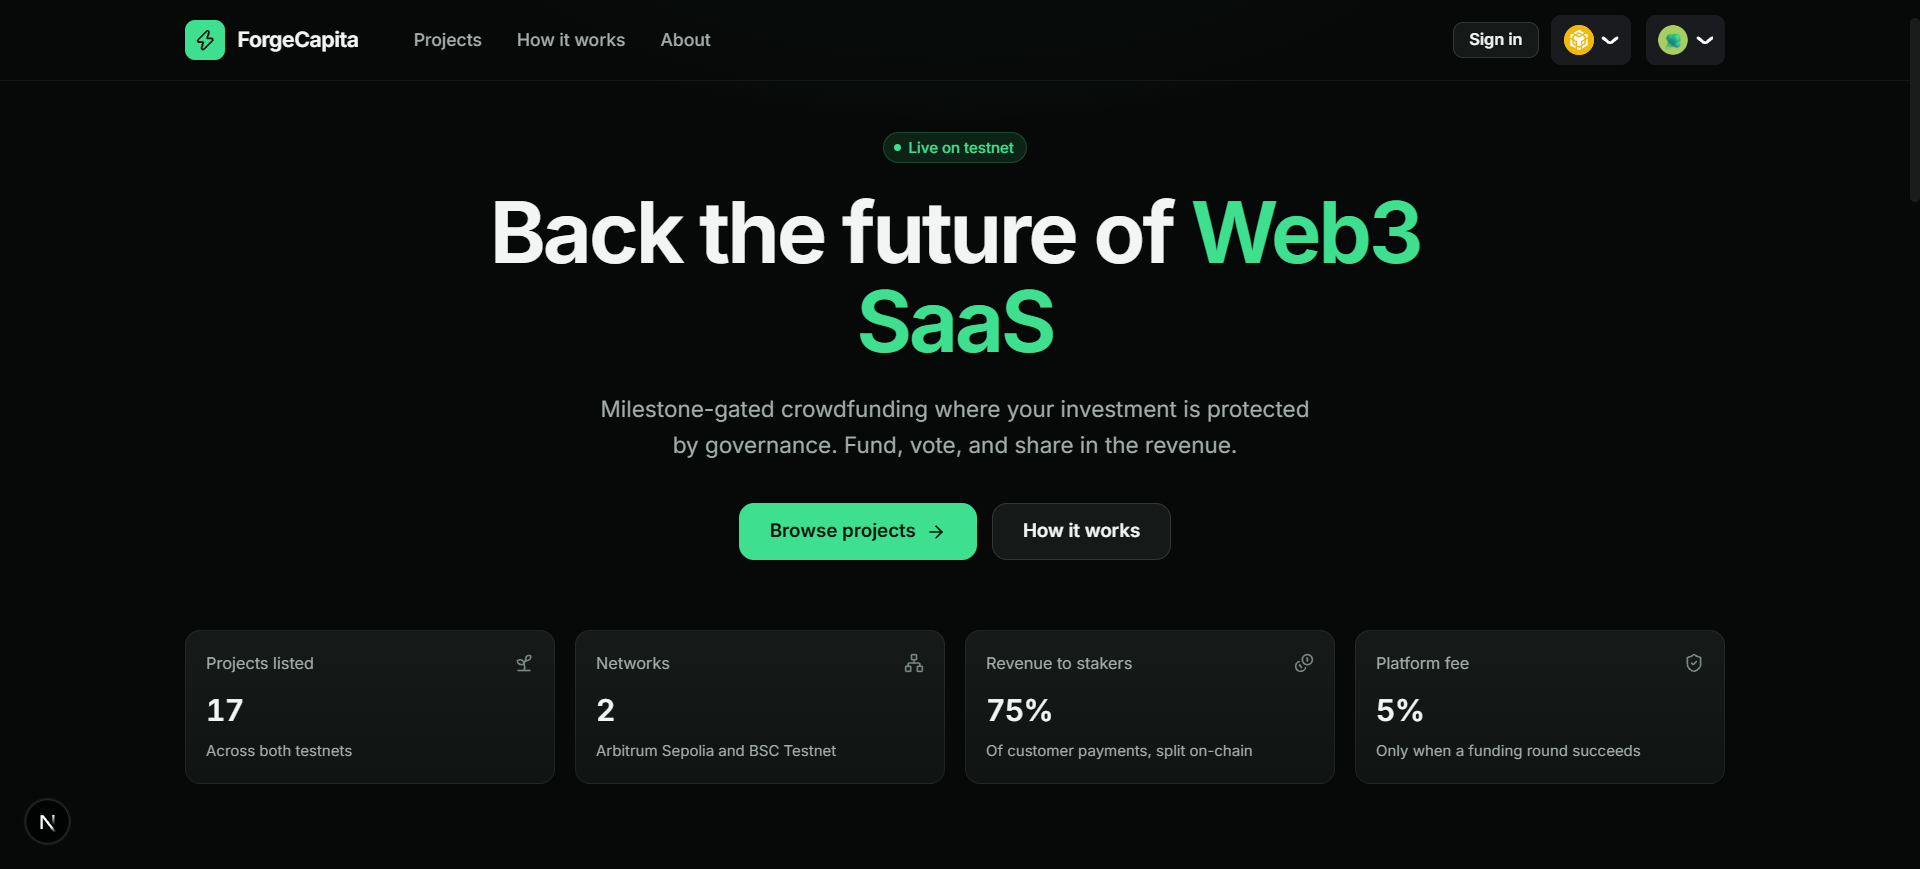 ForgeCapita
Projects
How it works
About
Sign in
Live on testnet
Back the future of Web3
SaaS
Milestone-gated crowdfunding where your investment is protected
by governance. Fund, vote, and share in the revenue.
Browse projects →
How it works
Projects listed
17
Across both testnets
Networks
2
Arbitrum Sepolia and BSC Testnet
Revenue to stakers
75%
Of customer payments, split on-chain
Platform fee
5%
Only when a funding round succeeds
N